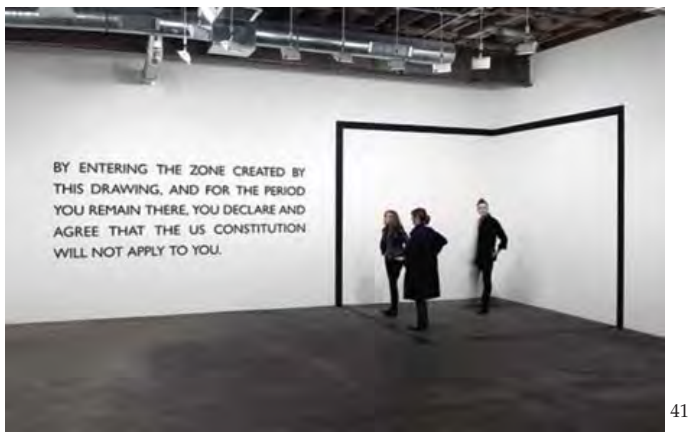 BY ENTERING THE ZONE CREATED BY
THIS DRAWING, AND FOR THE PERIOD
YOU REMAIN THERE, YOU DECLARE AND
AGREE THAT THE US CONSTITUTION
WILL NOT APPLY TO YOU.
41